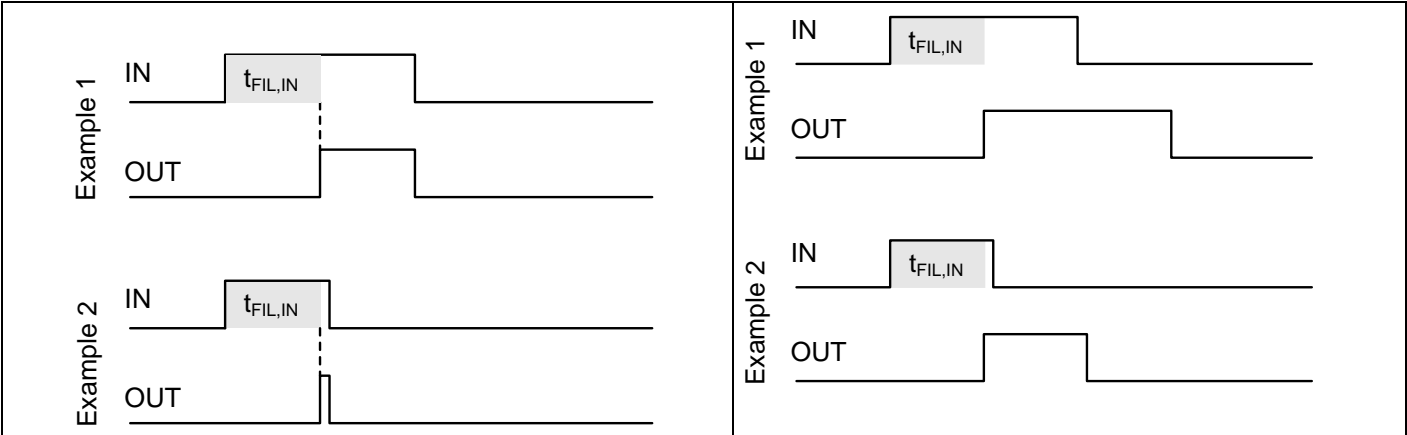 Example 1
IN
t_FIL,IN
OUT
Example 2
IN
t_FIL,IN
OUT
Example 1
IN
t_FIL,IN
OUT
Example 2
IN
t_FIL,IN
OUT